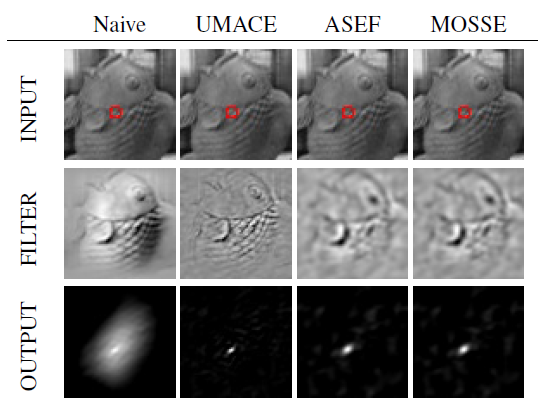 Naive UMACE ASEF MOSSE
INPUT
FILTER
OUTPUT